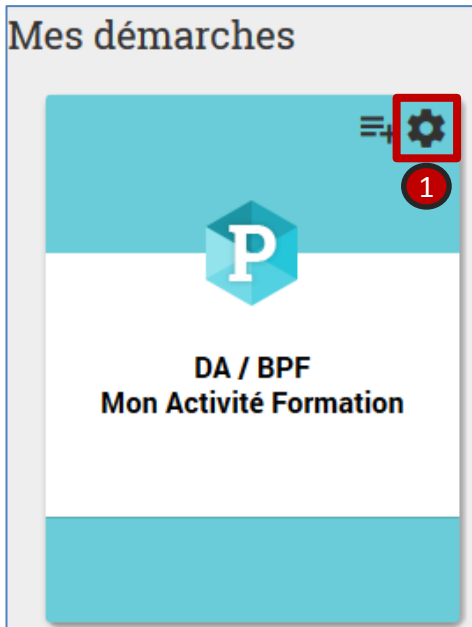 Mes démarches
1
P
DA / BPF
Mon Activité Formation